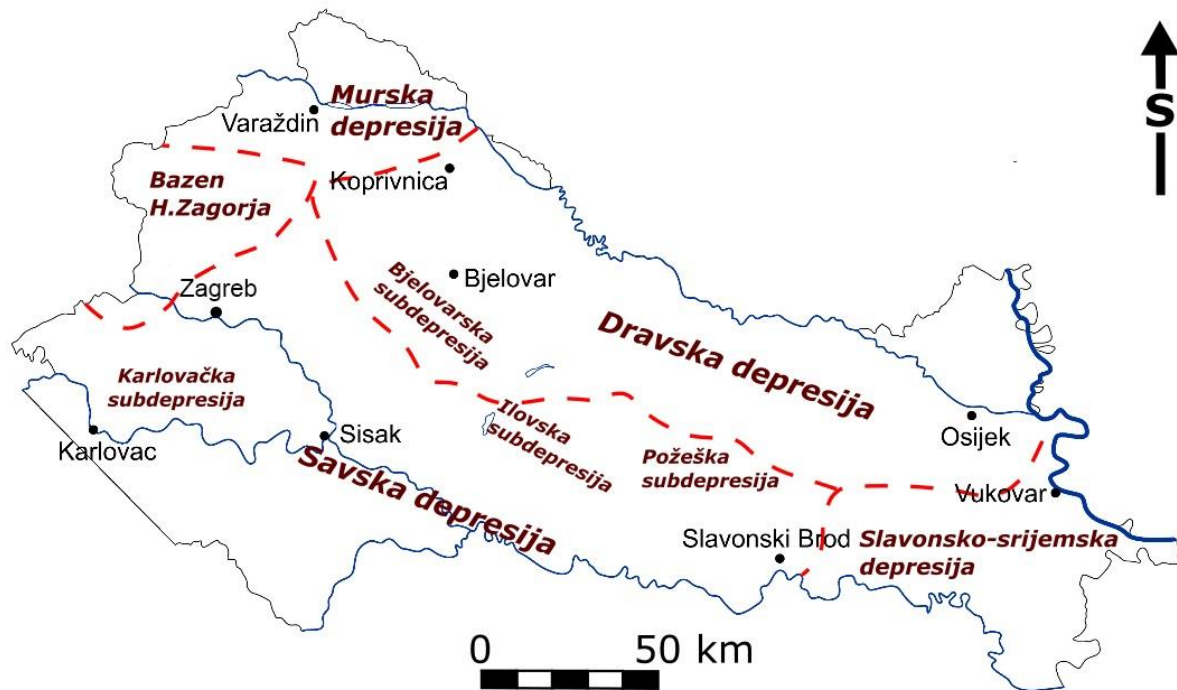 Murska
depresija
Varaždin
S
Koprivnica
Bazen
H.Zagorja
Bjelovar
Zagreb
Bjelovarska
subdepresija
Dravska depresija
Karlovačka
subdepresija
Ilovska
subdepresija
Osijek
Karlovac
Sisak
Požeška
subdepresija
Savska depresija
Vukovar
Slavonski Brod
Slavonsko-srijemska
depresija
0 50 km